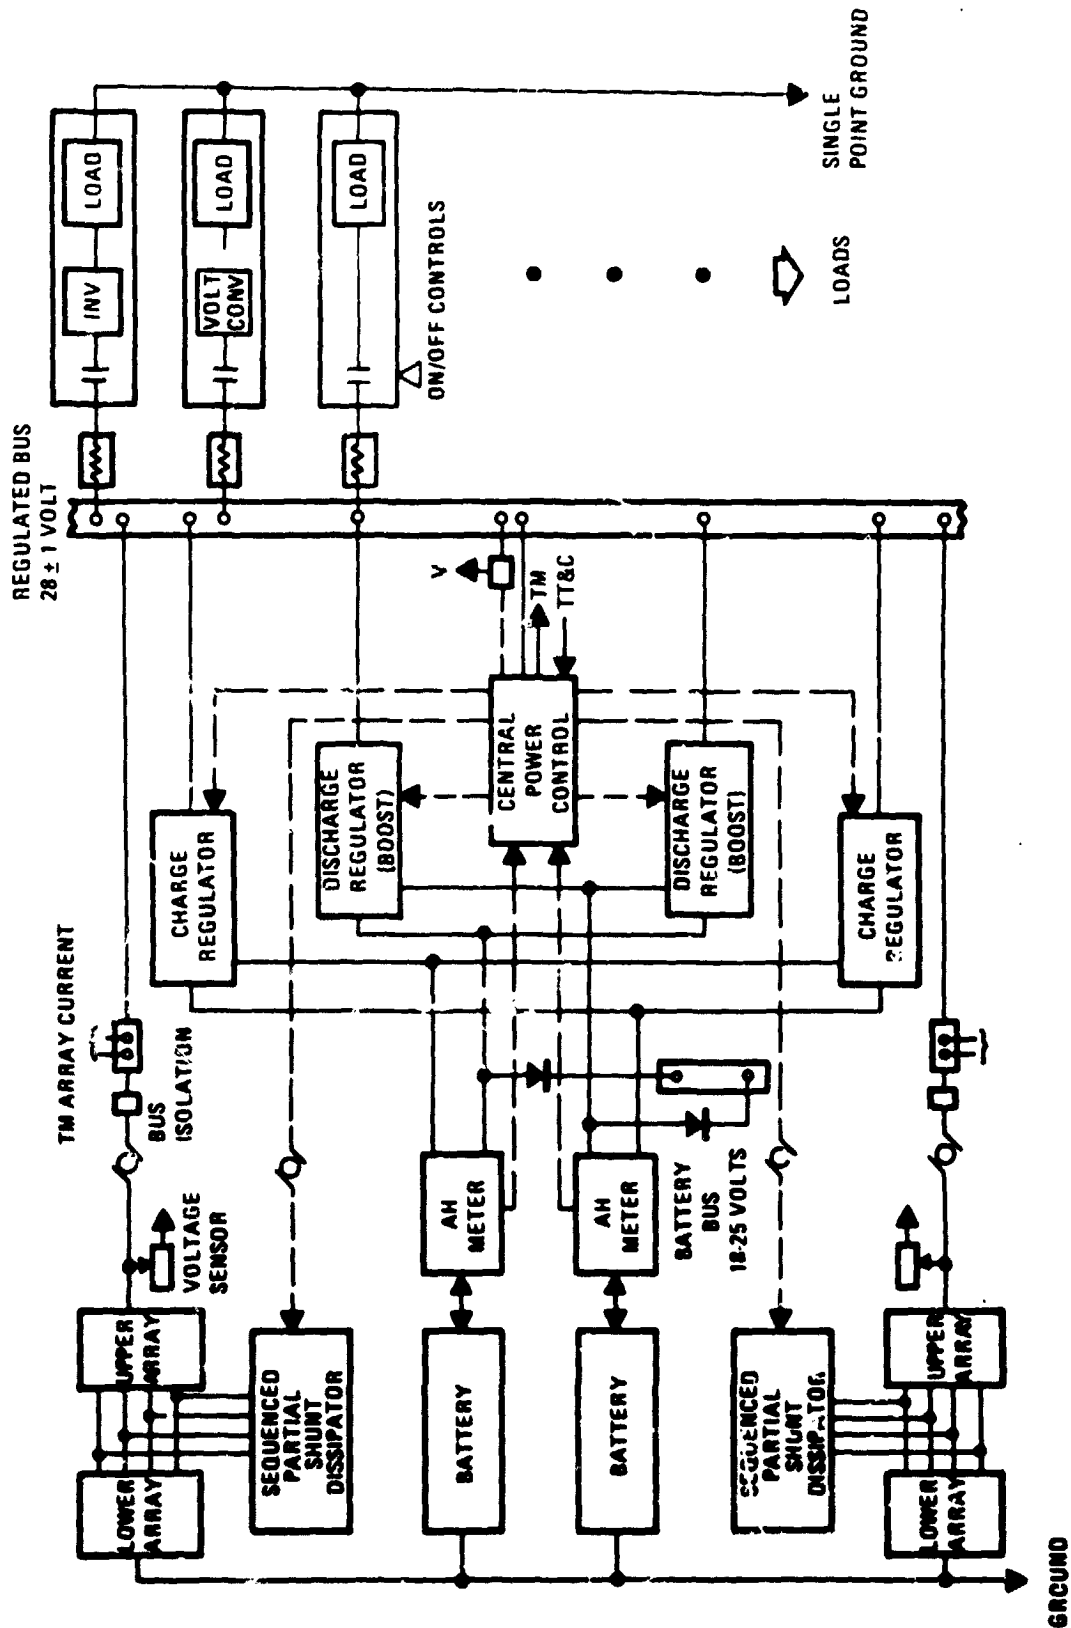 REGULATED BUS
28 ± 1 VOLT
INV
LOAD
VOLT
CONV
LOAD
LOAD
ON/OFF CONTROLS
SINGLE
POINT GROUND
LOADS
TM ARRAY CURRENT
BUS
ISOLATION
VOLTAGE
SENSOR
LOWER
ARRAY
UPPER
ARRAY
SEQUENCED
PARTIAL
SHUNT
DISSIPATOR
CHARGE
REGULATOR
DISCHARGE
REGULATOR
(BOOST)
CENTRAL
POWER
CONTROL
V
TM
TT&C
DISCHARGE
REGULATOR
(BOOST)
CHARGE
REGULATOR
BATTERY
AH
METER
BATTERY
AH
METER
BATTERY
BUS
18-25 VOLTS
SEQUENCED
PARTIAL
SHUNT
DISSIPATOR
LOWER
ARRAY
UPPER
ARRAY
GRCUND